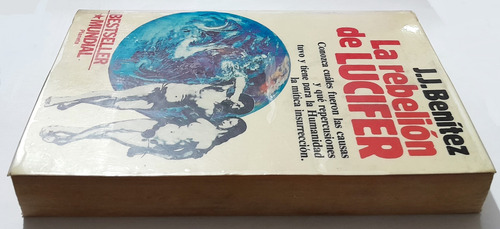 J.J. Benítez
La rebelión
de LUCIFER
Conozca cuáles fueron las causas
y qué repercusiones
tuvo y tiene para la Humanidad
la mítica insurrección.
BESTSELLER
MUNDIAL
Planeta